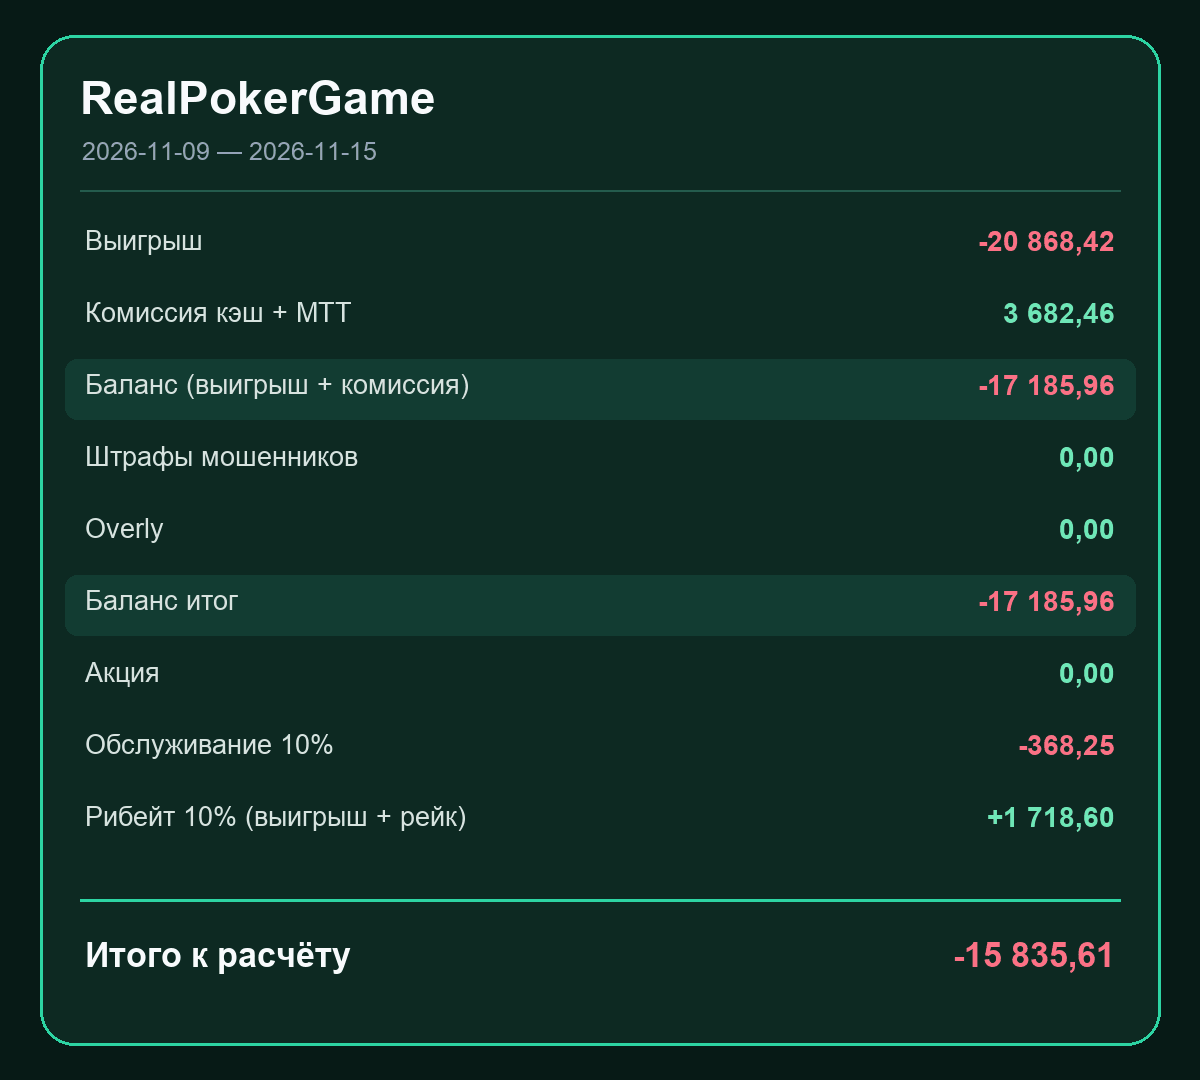 RealPokerGame
2026-11-09 — 2026-11-15
Выигрыш -20 868,42
Комиссия кэш + МТТ 3 682,46
Баланс (выигрыш + комиссия) -17 185,96
Штрафы мошенников 0,00
Overly 0,00
Баланс итог -17 185,96
Акция 0,00
Обслуживание 10% -368,25
Рибейт 10% (выигрыш + рейк) +1 718,60
Итого к расчёту -15 835,61